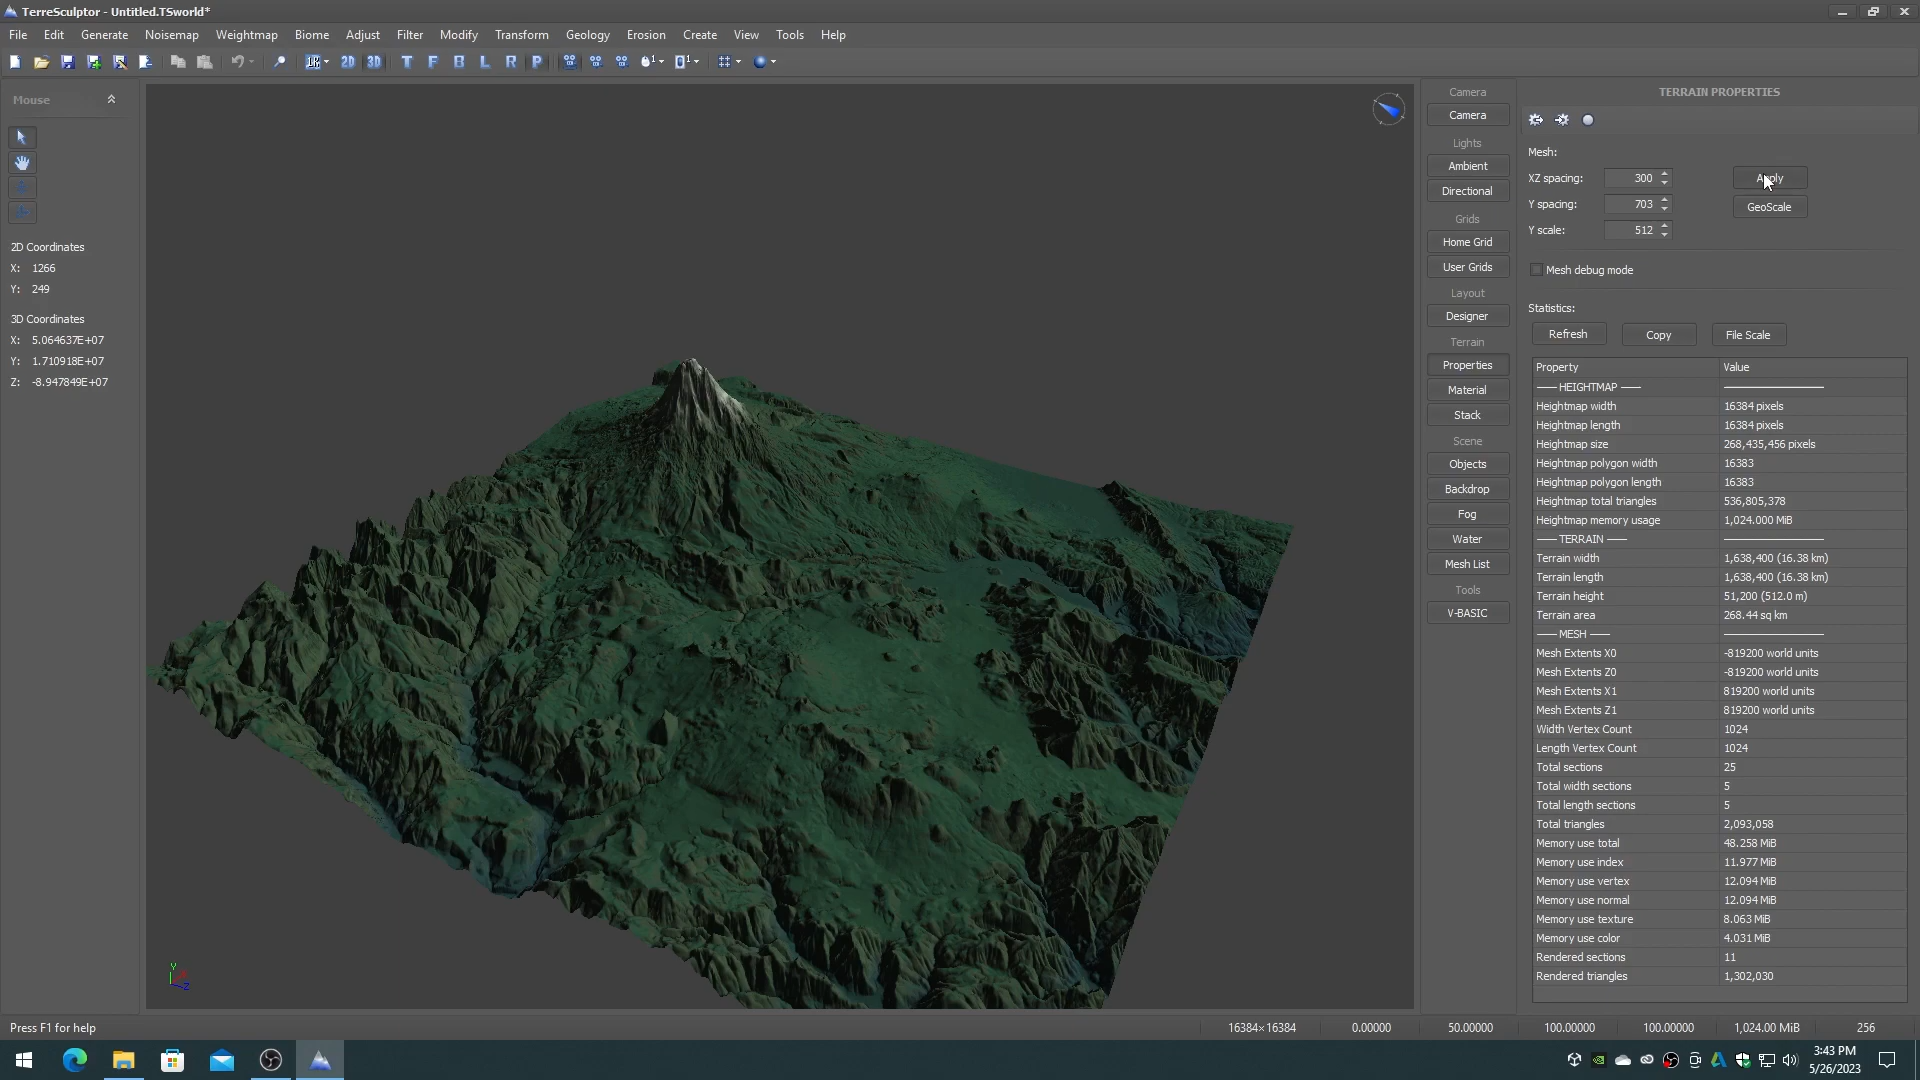 TerreSculptor - Untitled.TSworld*
File Edit Generate Noisemap Weightmap Biome Adjust Filter Modify Transform Geology Erosion Create View Tools Help
2D 3D T F B L R P
Mouse
2D Coordinates
X: 1266
Y: 249
3D Coordinates
X: 5.064637E+07
Y: 1.710918E+07
Z: -8.947849E+07
Y
Z
Camera
Camera
Lights
Ambient
Directional
Grids
Home Grid
User Grids
Layout
Designer
Terrain
Properties
Material
Stack
Scene
Objects
Backdrop
Fog
Water
Mesh List
Tools
V-BASIC
TERRAIN PROPERTIES
Mesh:
XZ spacing: 300 Apply
Y spacing: 703 GeoScale
Y scale: 512
Mesh debug mode
Statistics:
Refresh Copy File Scale
Property Value
HEIGHTMAP
Heightmap width 16384 pixels
Heightmap length 16384 pixels
Heightmap size 268,435,456 pixels
Heightmap polygon width 16383
Heightmap polygon length 16383
Heightmap total triangles 536,805,378
Heightmap memory usage 1,024.000 MiB
TERRAIN
Terrain width 1,638,400 (16.38 km)
Terrain length 1,638,400 (16.38 km)
Terrain height 51,200 (512.0 m)
Terrain area 268.44 sq km
MESH
Mesh Extents X0 -819200 world units
Mesh Extents Z0 -819200 world units
Mesh Extents X1 819200 world units
Mesh Extents Z1 819200 world units
Width Vertex Count 1024
Length Vertex Count 1024
Total sections 25
Total width sections 5
Total length sections 5
Total triangles 2,093,058
Memory use total 48.258 MiB
Memory use index 11.977 MiB
Memory use vertex 12.094 MiB
Memory use normal 12.094 MiB
Memory use texture 8.063 MiB
Memory use color 4.031 MiB
Rendered sections 11
Rendered triangles 1,302,030
Press F1 for help 16384×16384 0.00000 50.00000 100.00000 100.00000 1,024.00 MiB 256
3:43 PM
5/26/2023